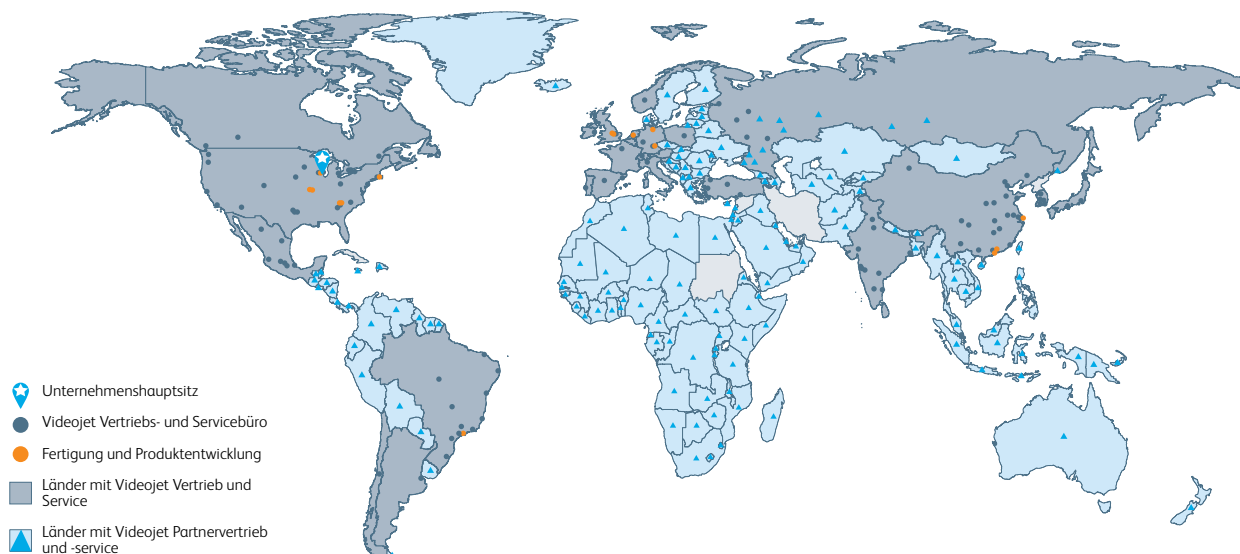 Unternehmenshauptsitz
Videojet Vertriebs- und Servicebüro
Fertigung und Produktentwicklung
Länder mit Videojet Vertrieb und
Service
Länder mit Videojet Partnervertrieb
und -service